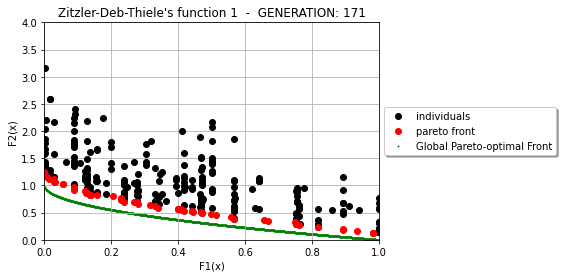 Zitzler-Deb-Thiele's function 1 - GENERATION: 171
4.0
3.5
3.0
2.5
2.0
1.5
1.0
0.5
0.0
F2(x)
0.0 0.2 0.4 0.6 0.8 1.0
F1(x)
individuals
pareto front
Global Pareto-optimal Front